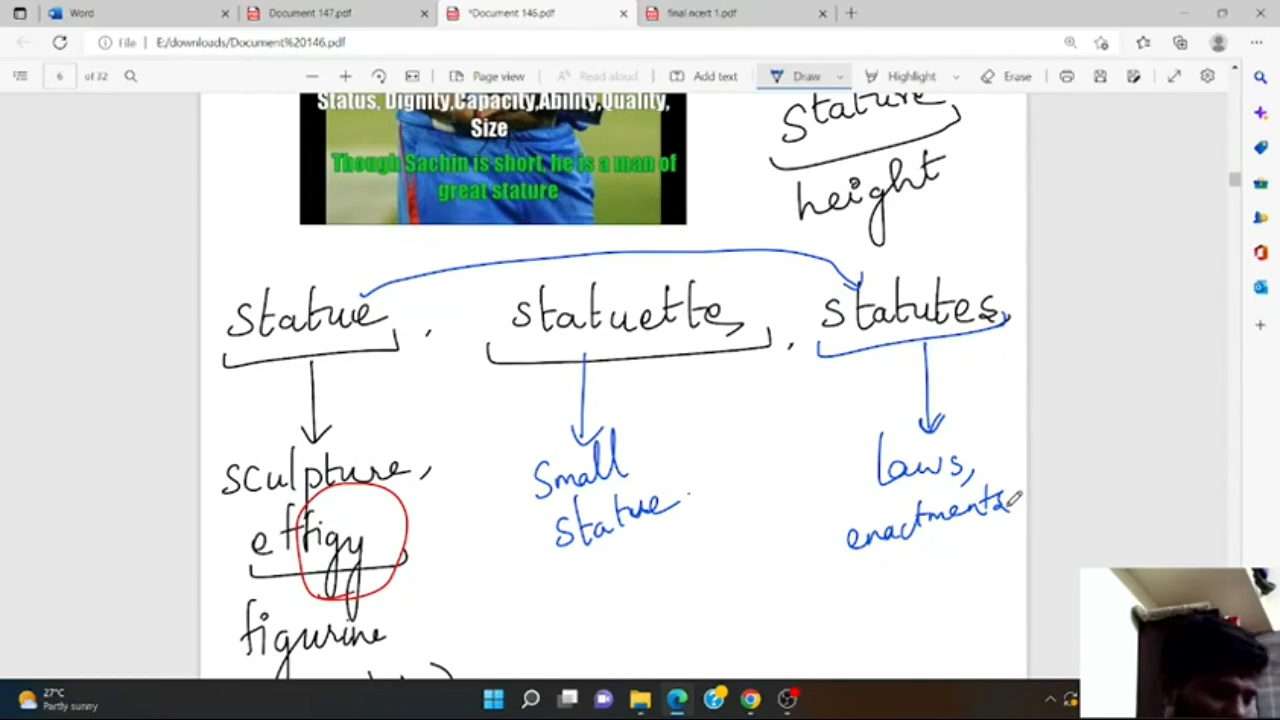 Word
Document 147.pdf
*Document 146.pdf
final ncert 1.pdf
File
E:/downloads/Document%20146.pdf
6 of 32
Page view
Read aloud
Add text
Draw
Highlight
Erase
Status, Dignity,Capacity,Ability,Quality,
Size
Though Sachin is short, he is a man of
great stature
stature
height
statue, statuette, statutes,
sculpture,
effigy
figurine
small
statue
laws,
enactments
27°C
Partly sunny